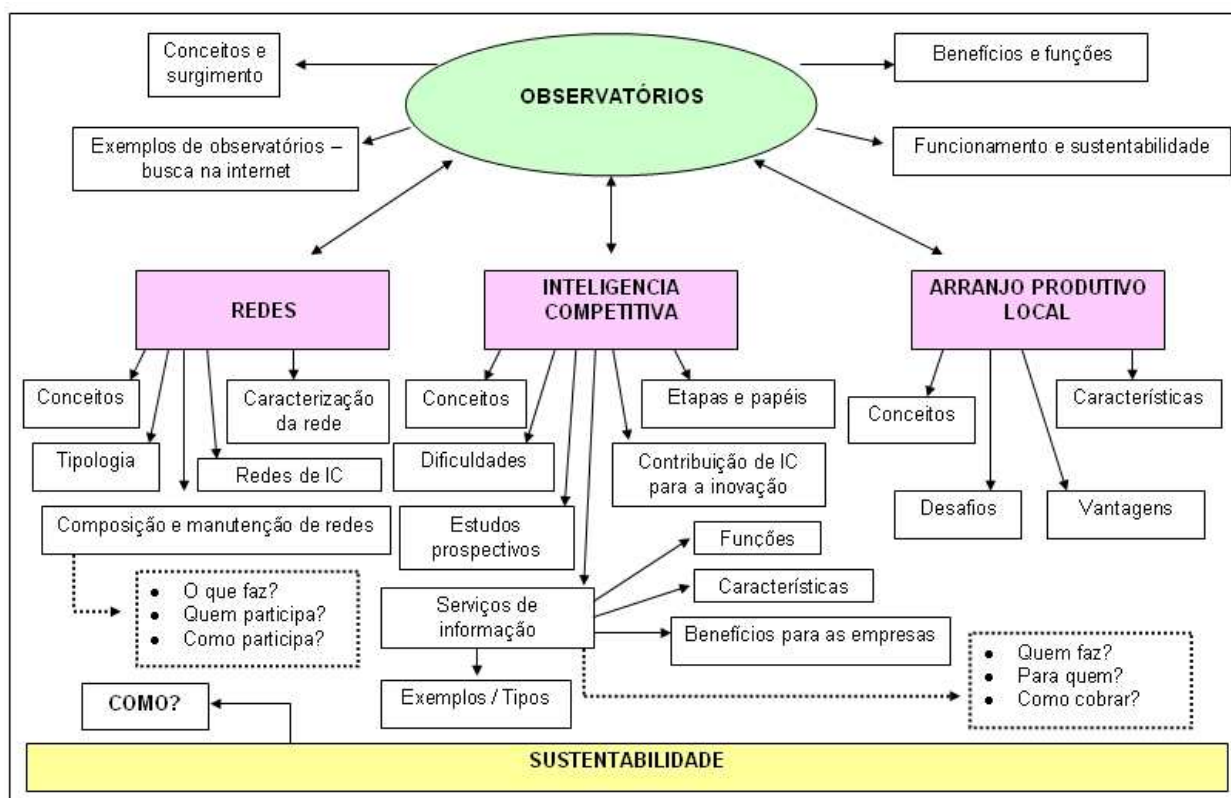 Conceitos e
surgimento
Benefícios e funções
OBSERVATÓRIOS
Exemplos de observatórios –
busca na internet
Funcionamento e sustentabilidade
REDES
INTELIGENCIA
COMPETITIVA
ARRANJO PRODUTIVO
LOCAL
Conceitos
Caracterização
da rede
Tipologia
Redes de IC
Composição e manutenção de redes
• O que faz?
• Quem participa?
• Como participa?
Conceitos
Etapas e papéis
Dificuldades
Contribuição de IC
para a inovação
Estudos
prospectivos
Serviços de
informação
Funções
Características
Benefícios para as empresas
Exemplos / Tipos
Conceitos
Características
Desafios
Vantagens
• Quem faz?
• Para quem?
• Como cobrar?
COMO?
SUSTENTABILIDADE